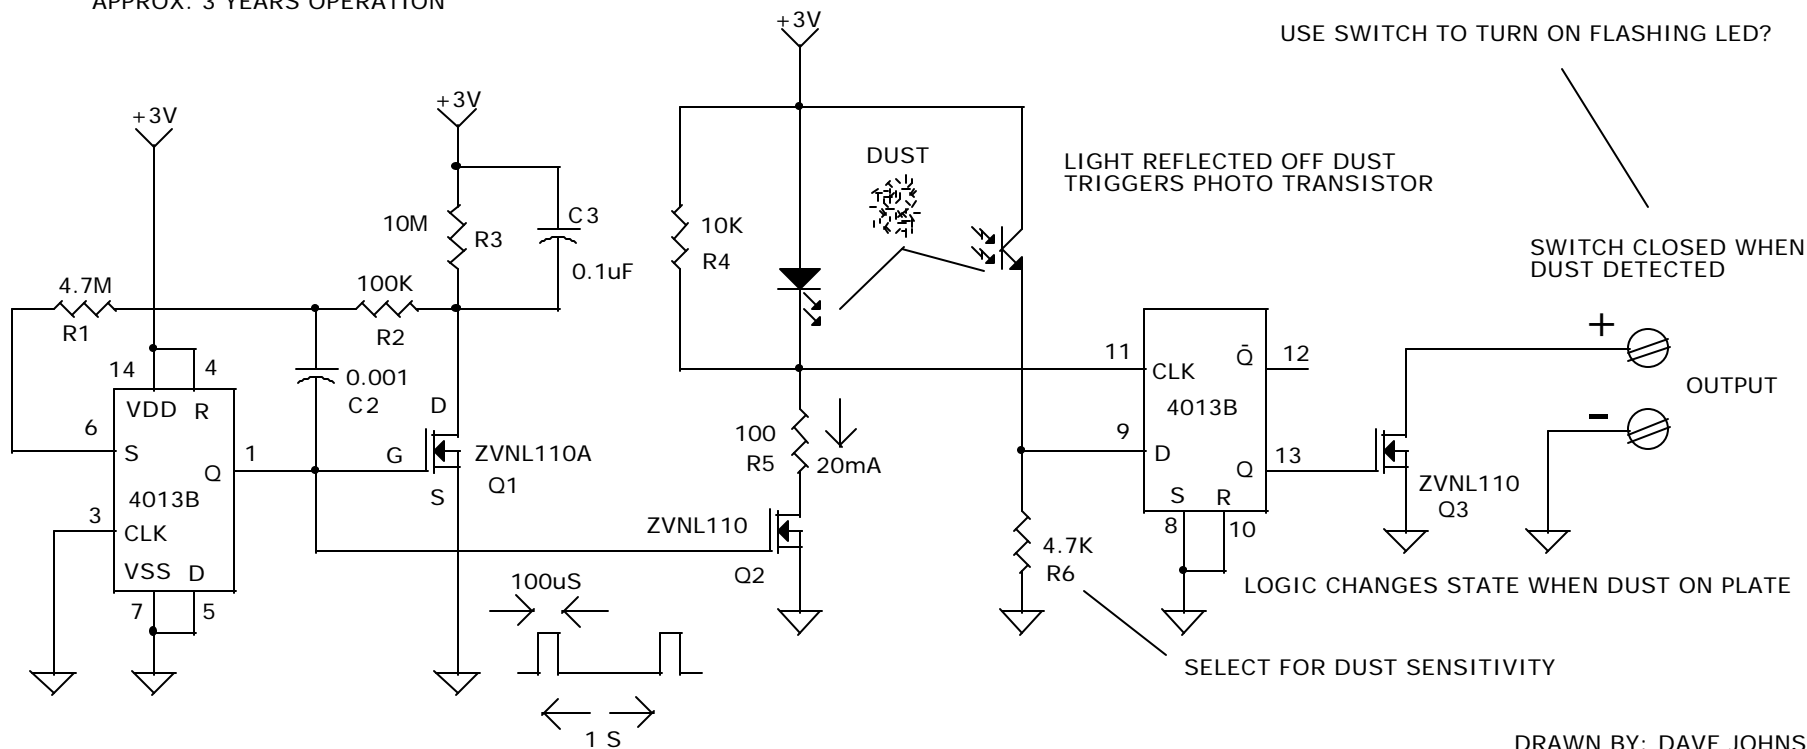 APPROX. 3 YEARS OPERATION
+3V
USE SWITCH TO TURN ON FLASHING LED?
+3V
+3V
DUST
LIGHT REFLECTED OFF DUST
TRIGGERS PHOTO TRANSISTOR
10M
R3
C3
0.1uF
10K
R4
SWITCH CLOSED WHEN
DUST DETECTED
4.7M
R1
100K
R2
+
14
4
0.001
C2
11
CLK
Q̄
12
OUTPUT
VDD
R
D
4013B
-
6
S
1
Q
G
ZVNL110A
Q1
S
100
R5
20mA
9
D
Q
13
4013B
3
CLK
ZVNL110
Q2
S
R
8
10
ZVNL110
Q3
VSS
D
7
5
100uS
4.7K
R6
LOGIC CHANGES STATE WHEN DUST ON PLATE
SELECT FOR DUST SENSITIVITY
1 S
DRAWN BY: DAVE JOHNS